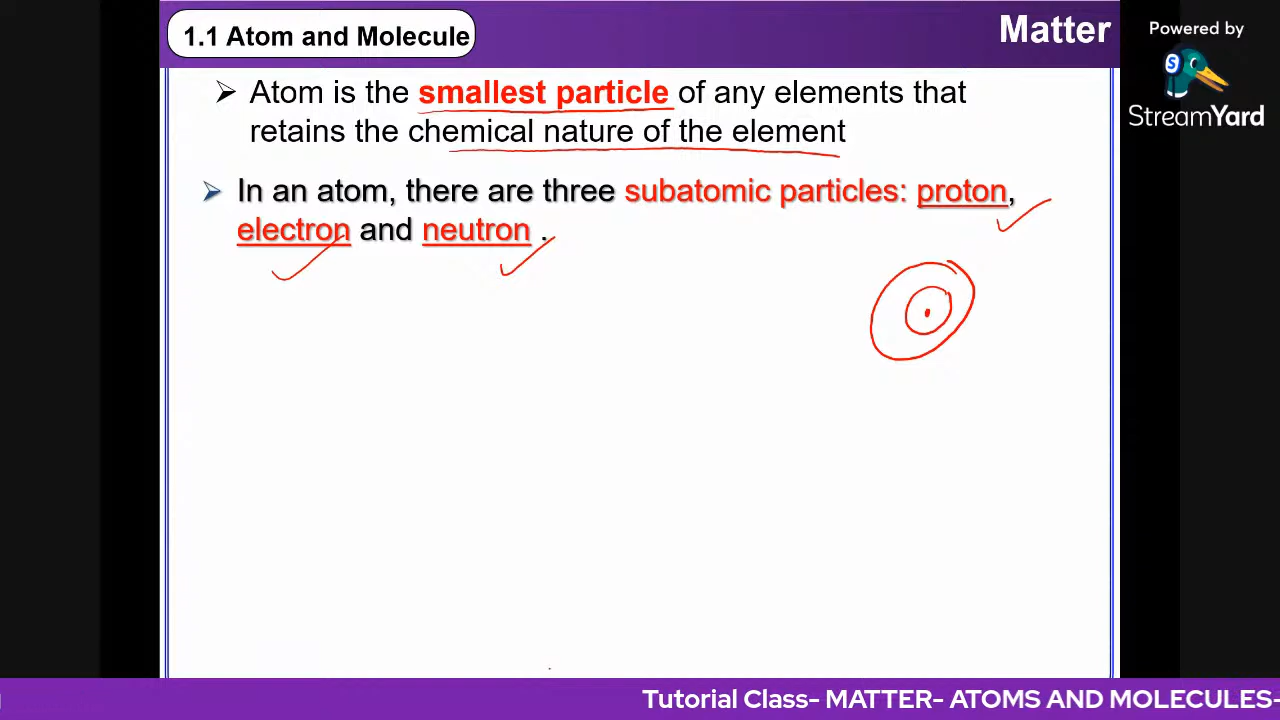 1.1 Atom and Molecule
Matter
Powered by
S
StreamYard
➢ Atom is the smallest particle of any elements that
retains the chemical nature of the element
➢ In an atom, there are three subatomic particles: proton,
electron and neutron .
Tutorial Class- MATTER- ATOMS AND MOLECULES-